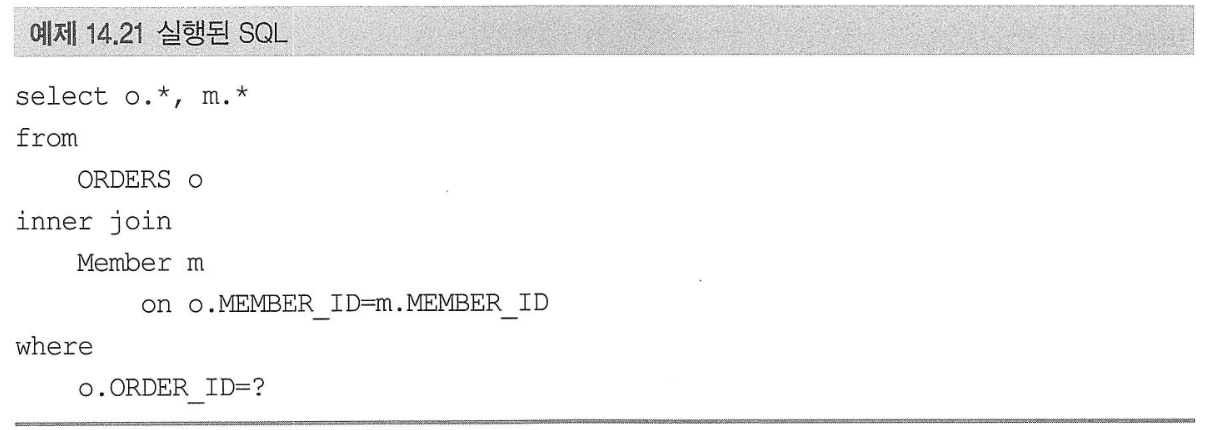 예제 14.21 실행된 SQL
select o.*, m.*
from
    ORDERS o
inner join
    Member m
        on o.MEMBER_ID=m.MEMBER_ID
where
    o.ORDER_ID=?